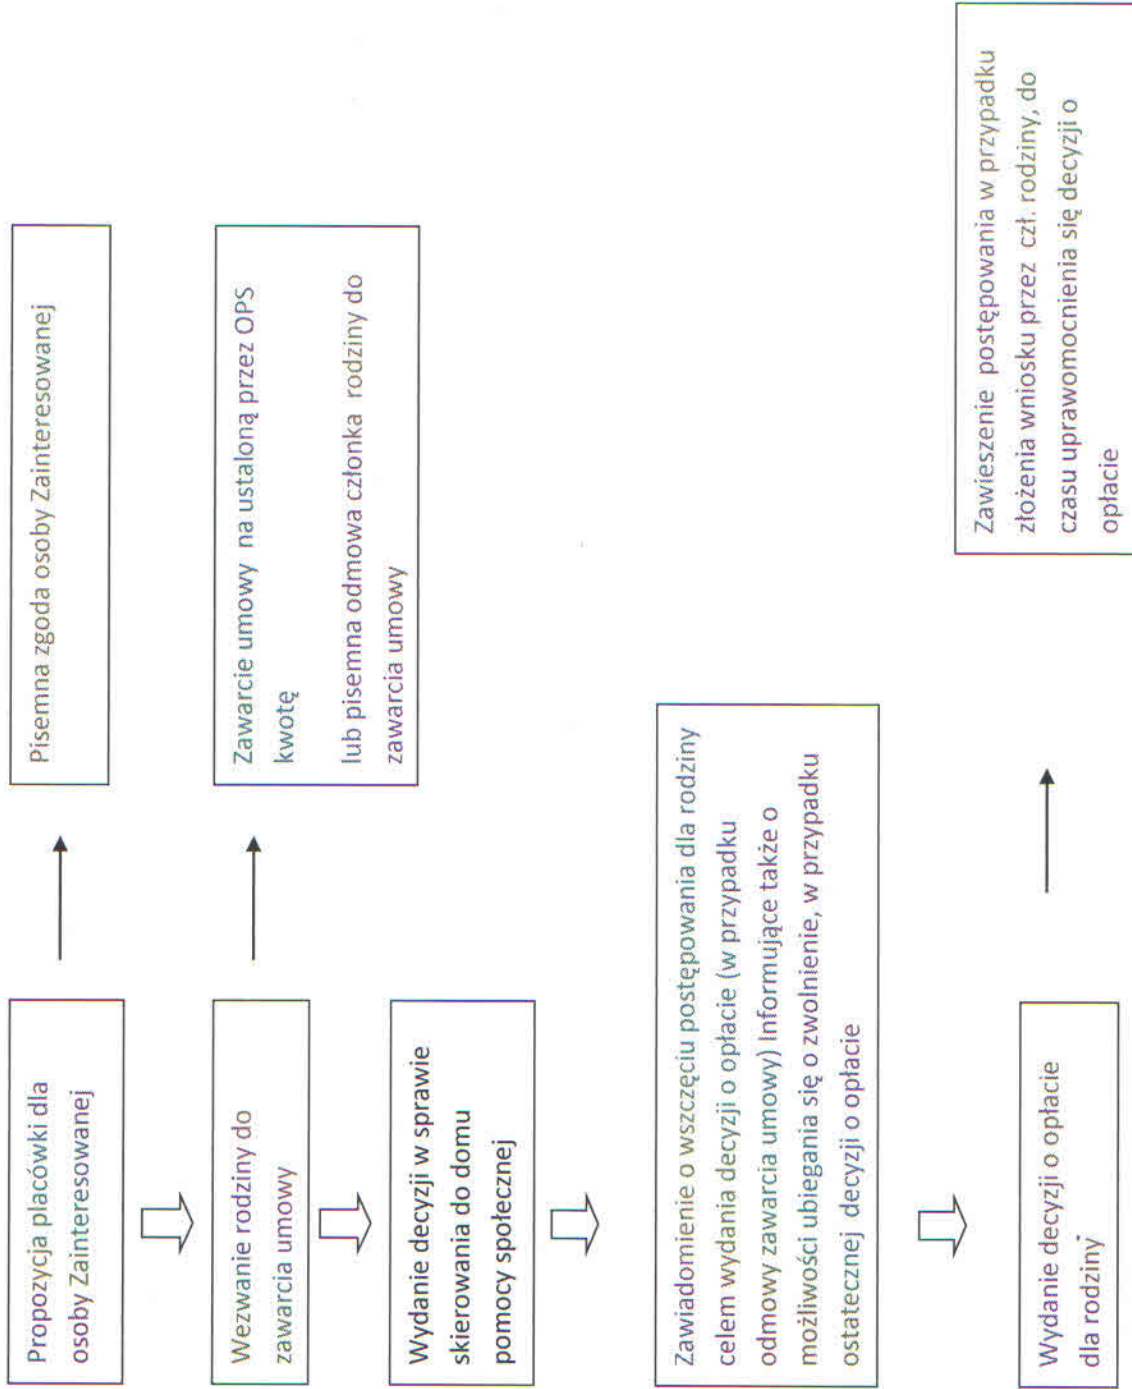 Propozycja placówki dla
osoby Zainteresowanej
Pisemna zgoda osoby Zainteresowanej
Wezwanie rodziny do
zawarcia umowy
Zawarcie umowy na ustaloną przez OPS
kwotę
lub pisemna odmowa członka rodziny do
zawarcia umowy
Wydanie decyzji w sprawie
skierowania do domu
pomocy społecznej
Zawiadomienie o wszczęciu postępowania dla rodziny
celem wydania decyzji o opłacie (w przypadku
odmowy zawarcia umowy) Informujące także o
możliwości ubiegania się o zwolnienie, w przypadku
ostatecznej decyzji o opłacie
Wydanie decyzji o opłacie
dla rodziny
Zawieszenie postępowania w przypadku
złożenia wniosku przez czł. rodziny, do
czasu uprawomocnienia się decyzji o
opłacie